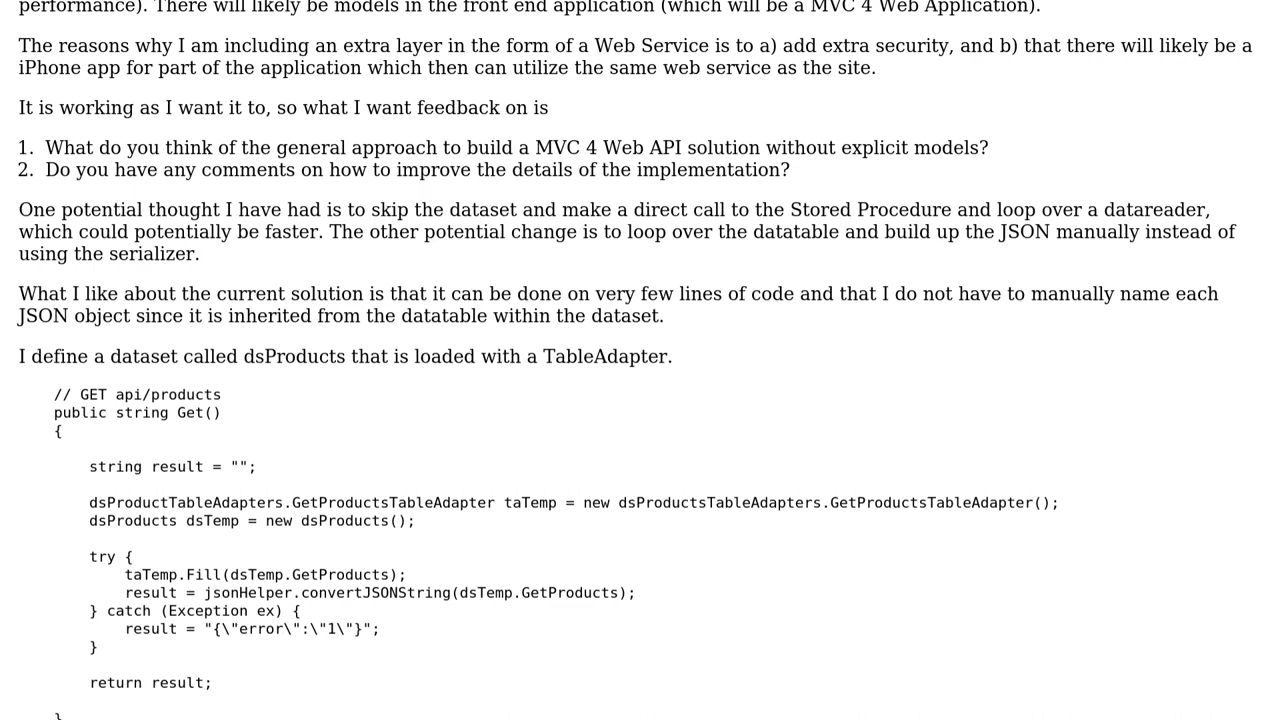 performance). There will likely be models in the front end application (which will be a MVC 4 Web Application).
The reasons why I am including an extra layer in the form of a Web Service is to a) add extra security, and b) that there will likely be a
iPhone app for part of the application which then can utilize the same web service as the site.
It is working as I want it to, so what I want feedback on is
1. What do you think of the general approach to build a MVC 4 Web API solution without explicit models?
2. Do you have any comments on how to improve the details of the implementation?
One potential thought I have had is to skip the dataset and make a direct call to the Stored Procedure and loop over a datareader,
which could potentially be faster. The other potential change is to loop over the datatable and build up the JSON manually instead of
using the serializer.
What I like about the current solution is that it can be done on very few lines of code and that I do not have to manually name each
JSON object since it is inherited from the datatable within the dataset.
I define a dataset called dsProducts that is loaded with a TableAdapter.
// GET api/products
public string Get()
{
string result = "";
dsProductTableAdapters.GetProductsTableAdapter taTemp = new dsProductsTableAdapters.GetProductsTableAdapter();
dsProducts dsTemp = new dsProducts();
try {
taTemp.Fill(dsTemp.GetProducts);
result = jsonHelper.convertJSONString(dsTemp.GetProducts);
} catch (Exception ex) {
result = "{\"error\":\"1\"}";
}
return result;
}